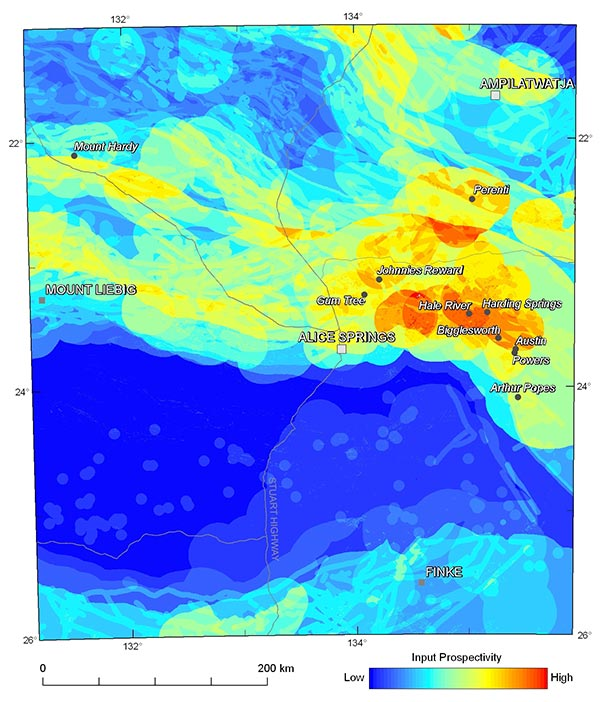 132°
134°
AMPILATWATJA
22°
22°
Mount Hardy
Perenti
Johnnies Reward
MOUNT LIEBIG
Gum Tree
Hale River
Harding Springs
Bigglesworth
ALICE SPRINGS
Austin
Powers
24°
24°
Arthur Popes
STUART HIGHWAY
FINKE
26°
26°
132°
134°
Input Prospectivity
0
200 km
Low
High